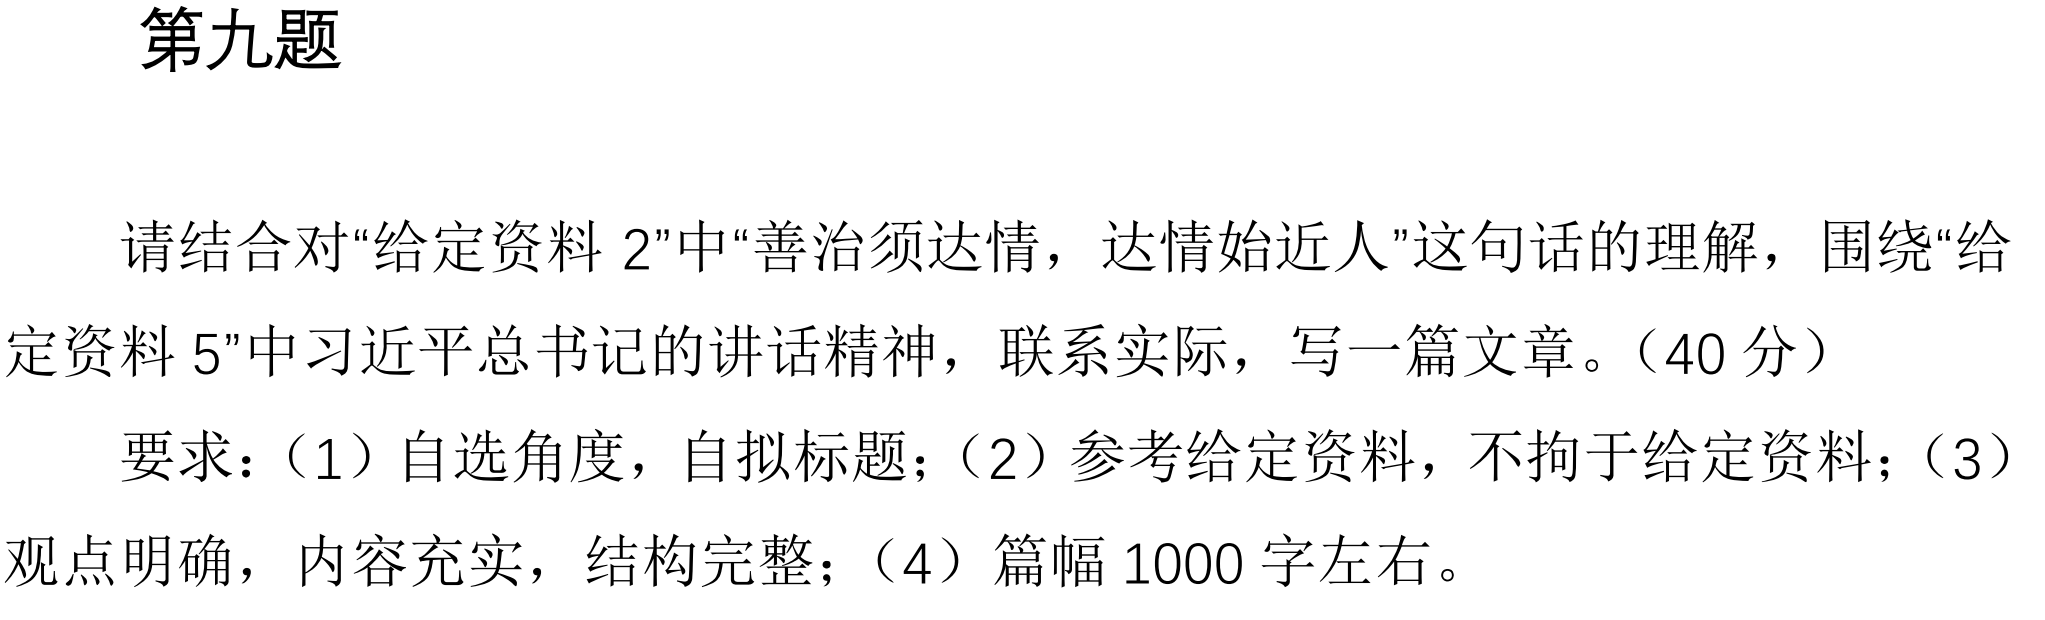 第九题
请结合对“给定资料 2”中“善治须达情，达情始近人”这句话的理解，围绕“给
定资料 5”中习近平总书记的讲话精神，联系实际，写一篇文章。（40 分）
要求：（1）自选角度，自拟标题；（2）参考给定资料，不拘于给定资料；（3）
观点明确，内容充实，结构完整；（4）篇幅 1000 字左右。